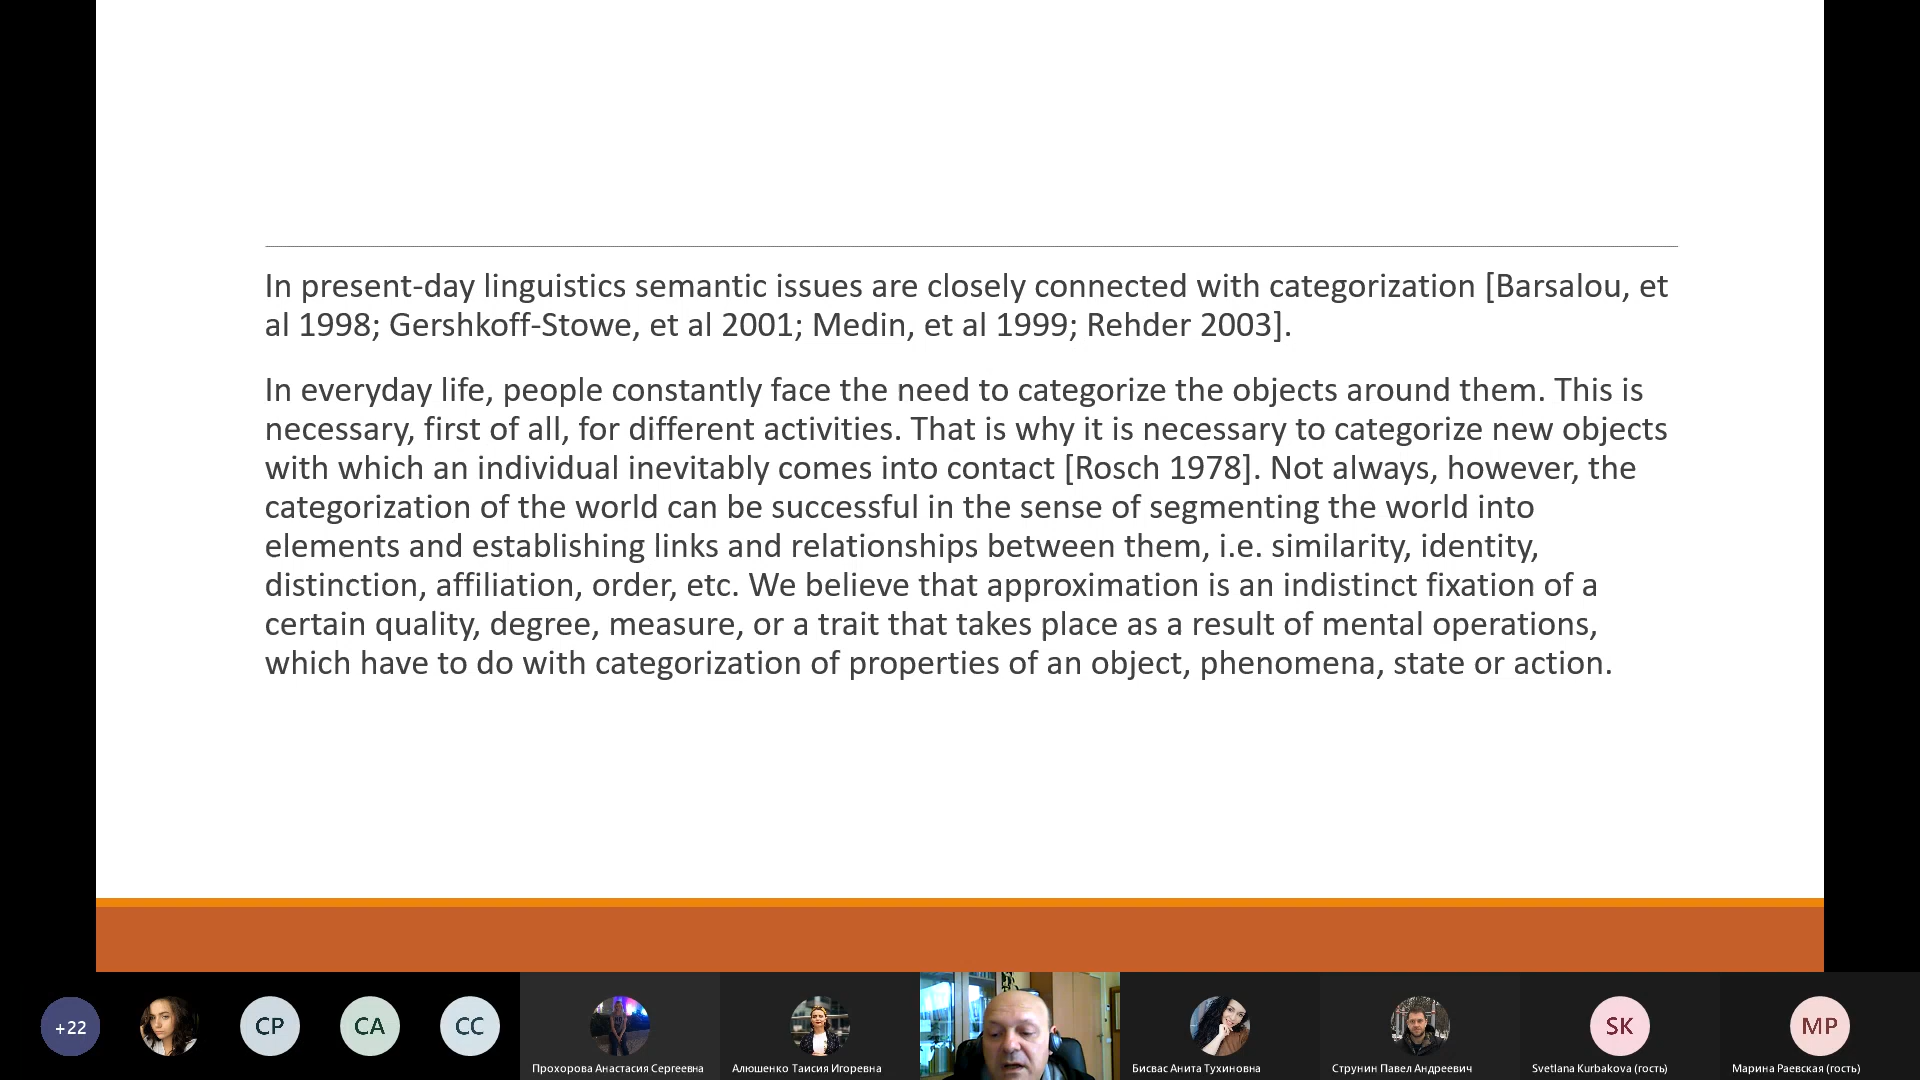 In present-day linguistics semantic issues are closely connected with categorization [Barsalou, et
al 1998; Gershkoff-Stowe, et al 2001; Medin, et al 1999; Rehder 2003].
In everyday life, people constantly face the need to categorize the objects around them. This is
necessary, first of all, for different activities. That is why it is necessary to categorize new objects
with which an individual inevitably comes into contact [Rosch 1978]. Not always, however, the
categorization of the world can be successful in the sense of segmenting the world into
elements and establishing links and relationships between them, i.e. similarity, identity,
distinction, affiliation, order, etc. We believe that approximation is an indistinct fixation of a
certain quality, degree, measure, or a trait that takes place as a result of mental operations,
which have to do with categorization of properties of an object, phenomena, state or action.
+22
СР
СА
СС
SK
МР
Прохорова Анастасия Сергеевна
Алюшенко Таисия Игоревна
Бисвас Анита Тухиновна
Струнин Павел Андреевич
Svetlana Kurbakova (гость)
Марина Раевская (гость)